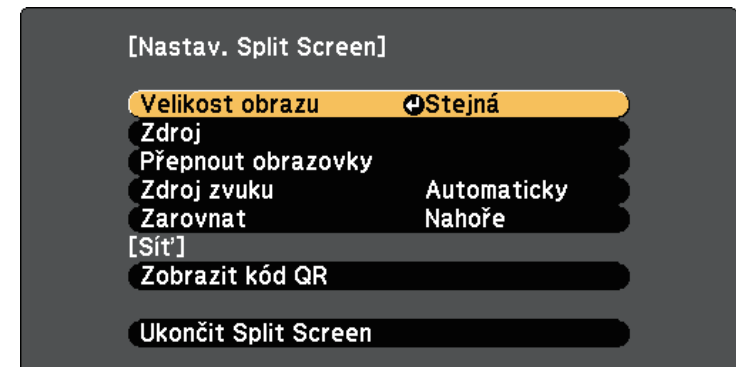 [Nastav. Split Screen]
Velikost obrazu Stejná
Zdroj
Přepnout obrazovky
Zdroj zvuku Automaticky
Zarovnat Nahoře
[Síť]
Zobrazit kód QR
Ukončit Split Screen